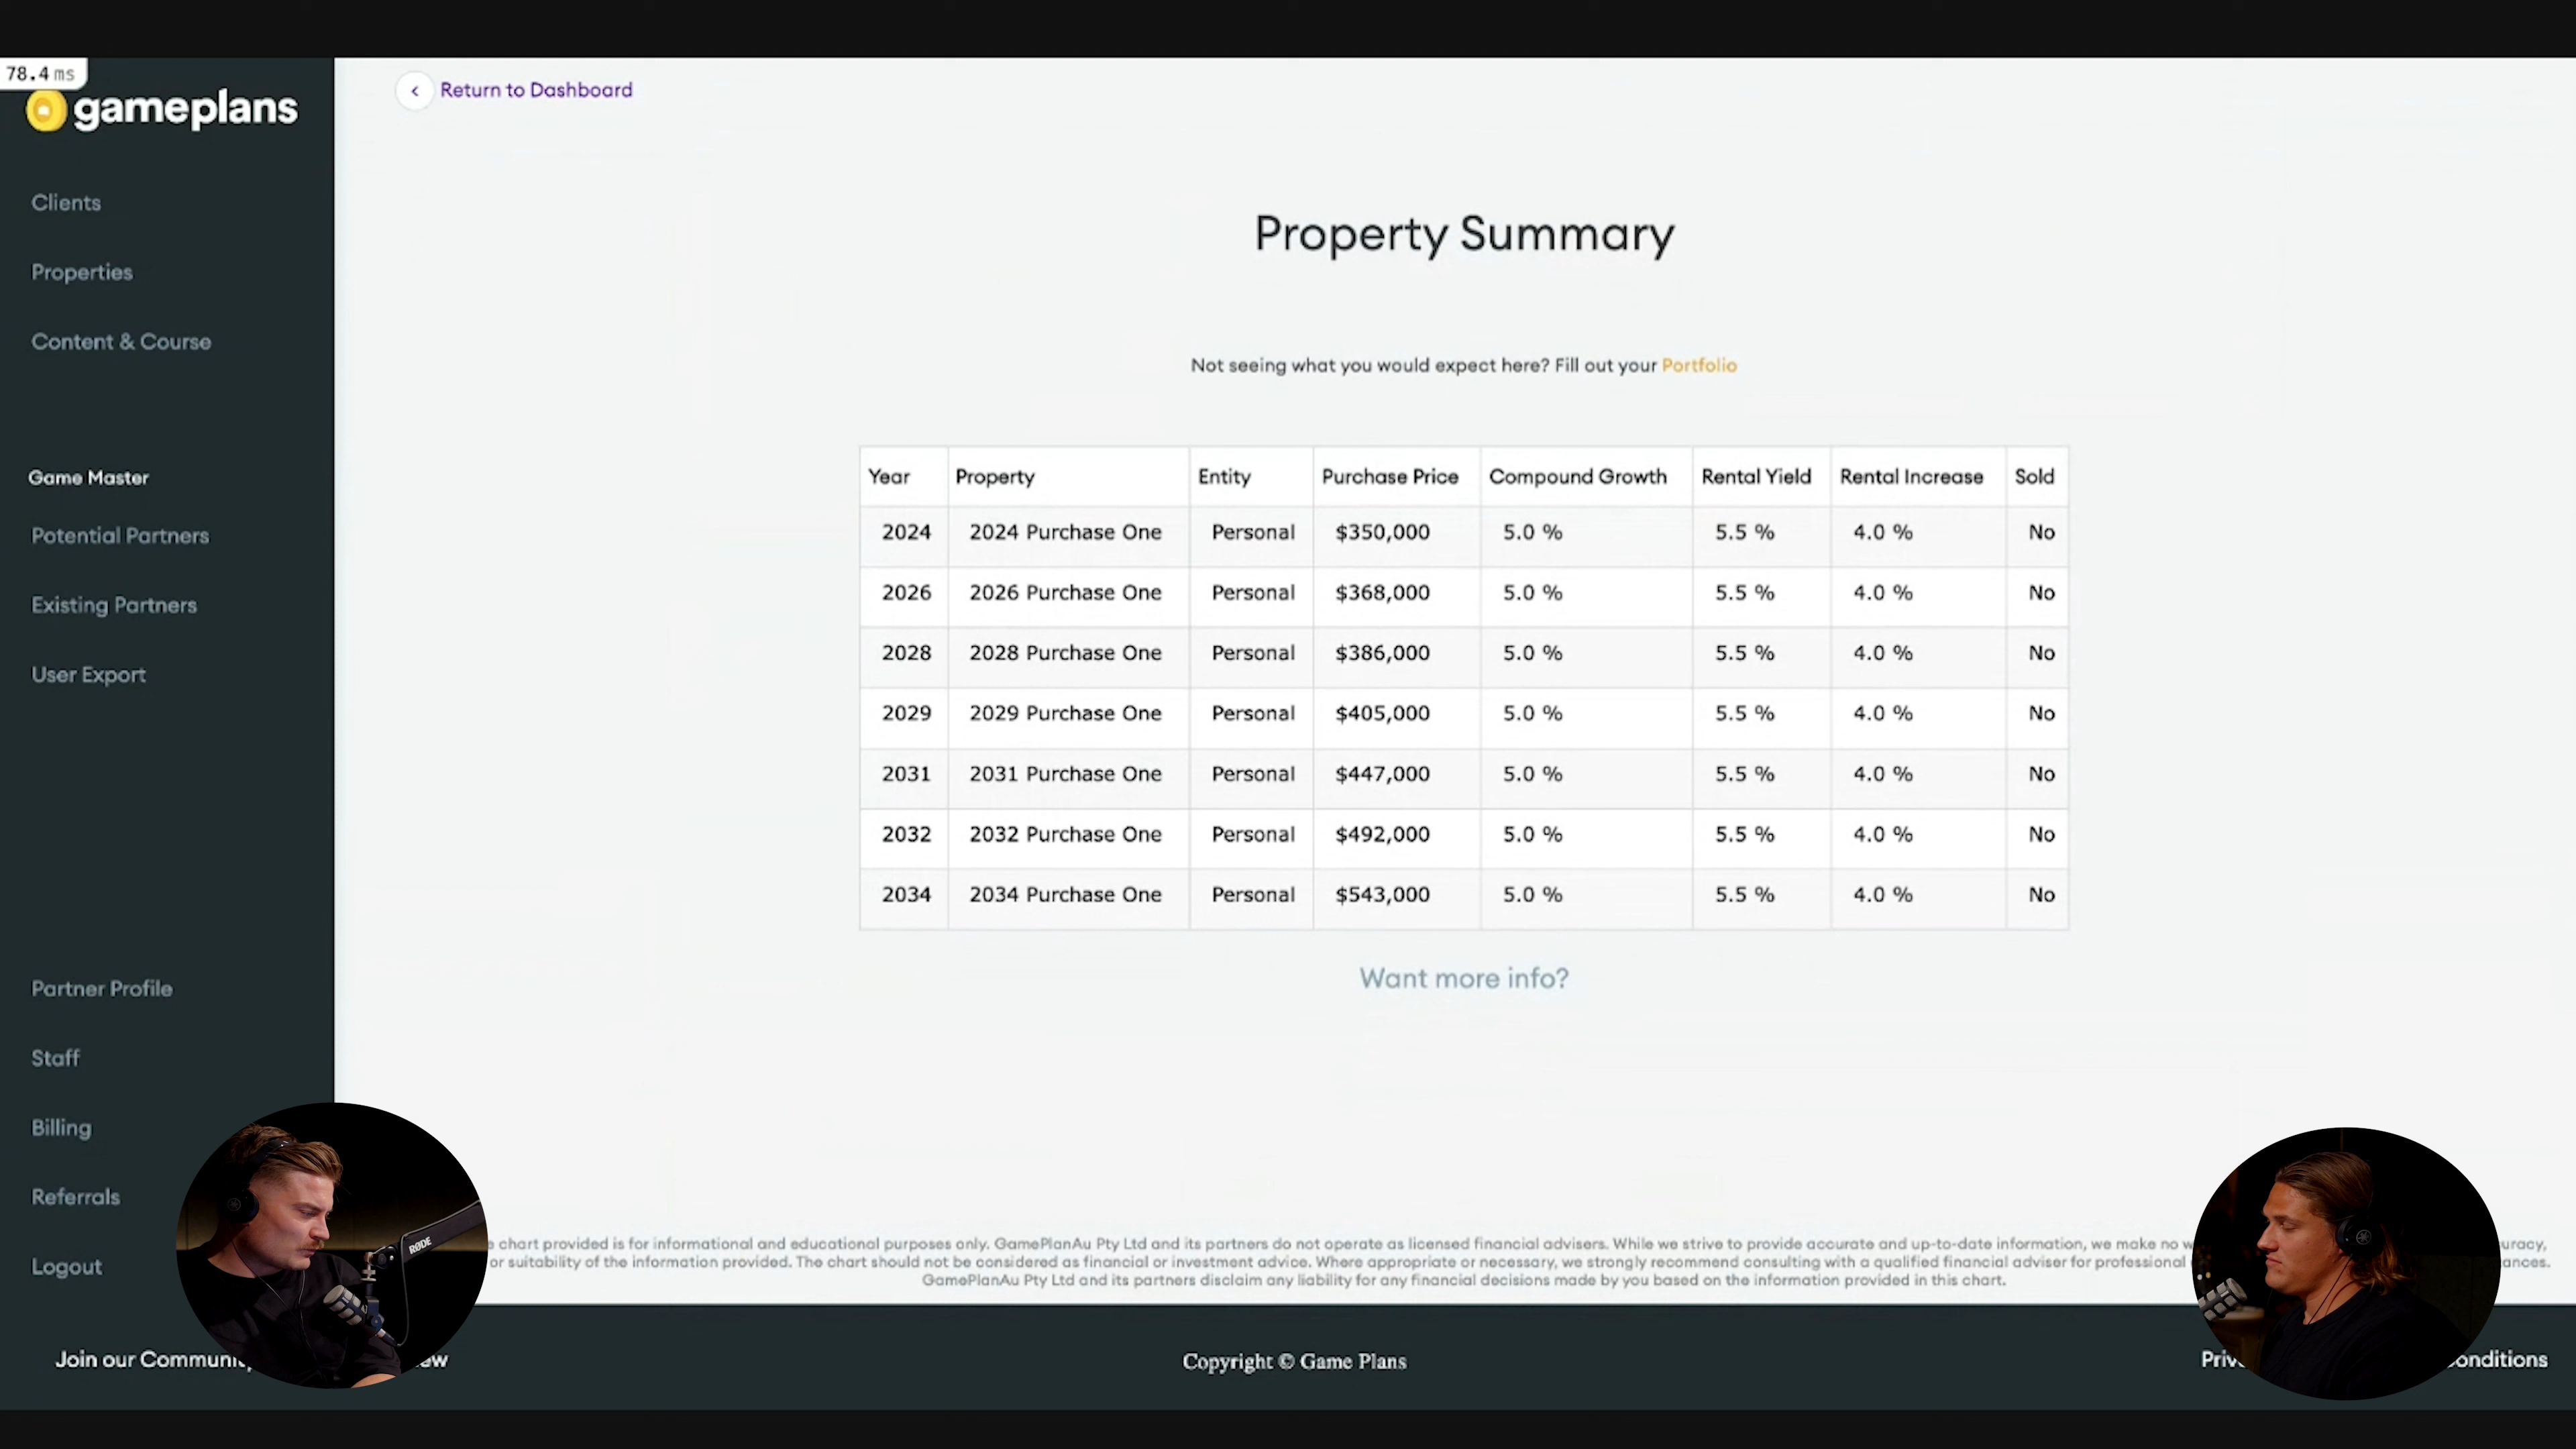 78.4 ms
gameplans
Return to Dashboard
Clients
Properties
Content & Course
Game Master
Potential Partners
Existing Partners
User Export
Partner Profile
Staff
Billing
Referrals
Logout
Property Summary
Not seeing what you would expect here? Fill out your Portfolio
Year Property Entity Purchase Price Compound Growth Rental Yield Rental Increase Sold
2024 2024 Purchase One Personal $350,000 5.0 % 5.5 % 4.0 % No
2026 2026 Purchase One Personal $368,000 5.0 % 5.5 % 4.0 % No
2028 2028 Purchase One Personal $386,000 5.0 % 5.5 % 4.0 % No
2029 2029 Purchase One Personal $405,000 5.0 % 5.5 % 4.0 % No
2031 2031 Purchase One Personal $447,000 5.0 % 5.5 % 4.0 % No
2032 2032 Purchase One Personal $492,000 5.0 % 5.5 % 4.0 % No
2034 2034 Purchase One Personal $543,000 5.0 % 5.5 % 4.0 % No
Want more info?
chart provided is for informational and educational purposes only. GamePlanAu Pty Ltd and its partners do not operate as licensed financial advisers. While we strive to provide accurate and up-to-date information, we make no
or suitability of the information provided. The chart should not be considered as financial or investment advice. Where appropriate or necessary, we strongly recommend consulting with a qualified financial adviser for professional
GamePlanAu Pty Ltd and its partners disclaim any liability for any financial decisions made by you based on the information provided in this chart.
RØDE
Join our Community
Copyright © Game Plans